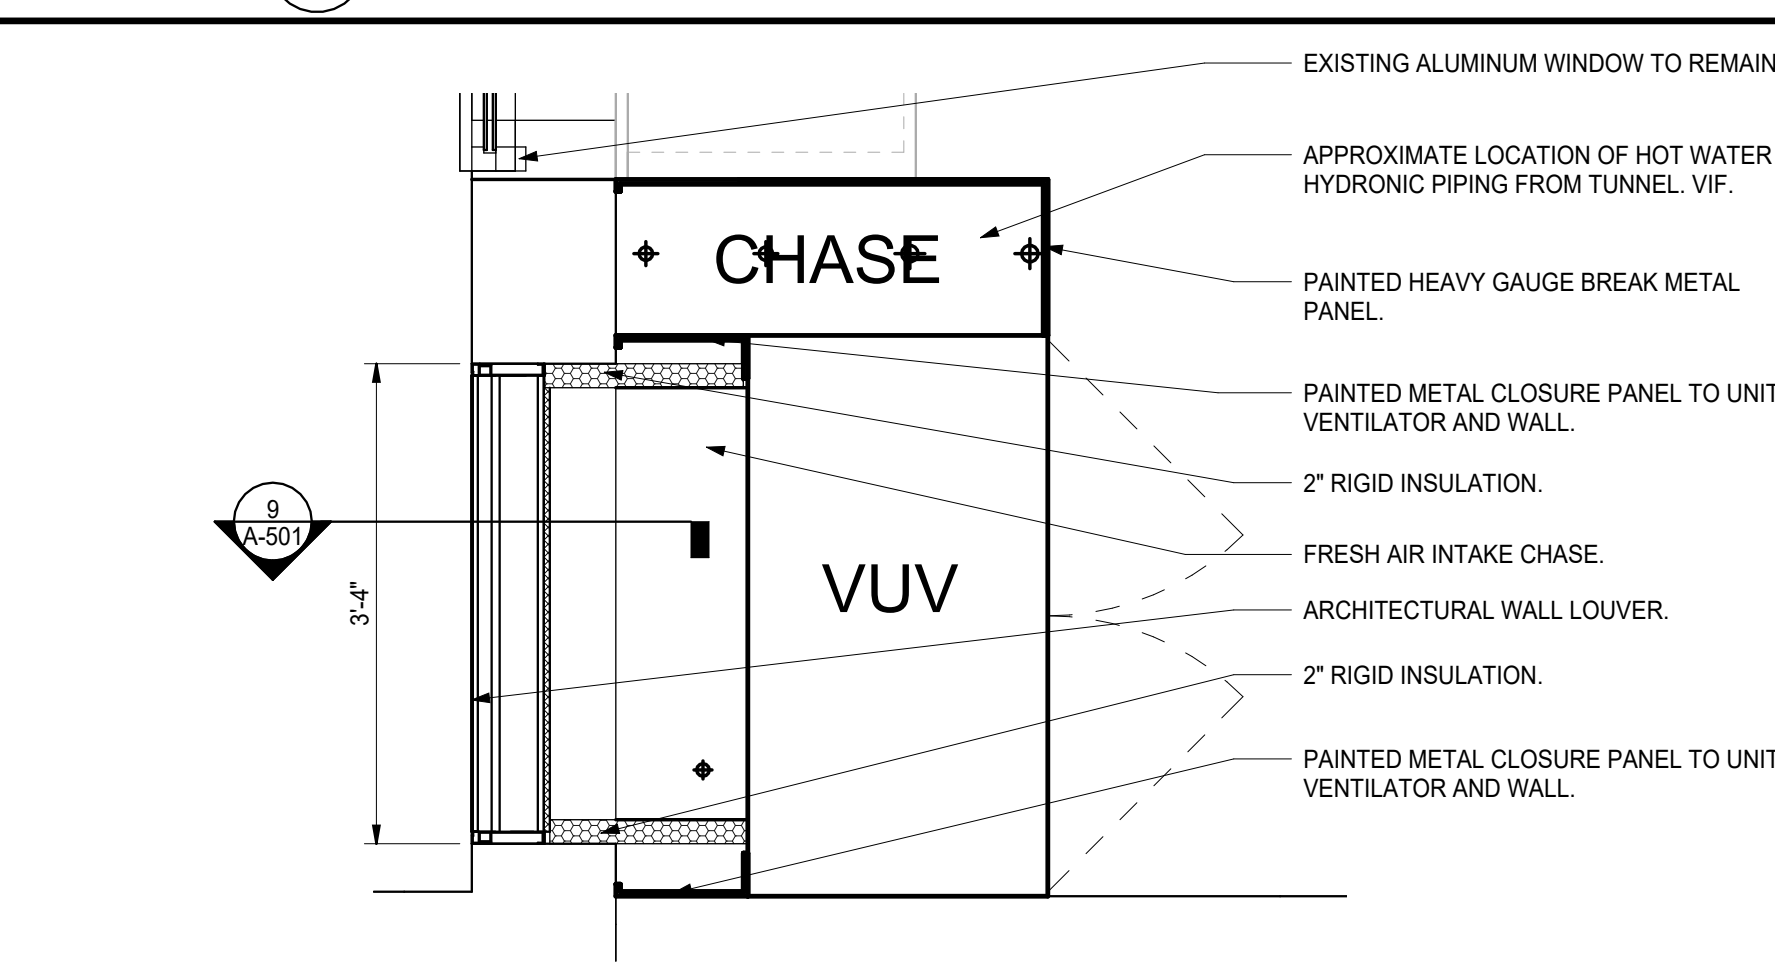 EXISTING ALUMINUM WINDOW TO REMAIN
APPROXIMATE LOCATION OF HOT WATER
HYDRONIC PIPING FROM TUNNEL. VIF.
CHASE
PAINTED HEAVY GAUGE BREAK METAL
PANEL.
PAINTED METAL CLOSURE PANEL TO UNIT
VENTILATOR AND WALL.
2" RIGID INSULATION.
9
A-501
FRESH AIR INTAKE CHASE.
3'-4"
VUV
ARCHITECTURAL WALL LOUVER.
2" RIGID INSULATION.
PAINTED METAL CLOSURE PANEL TO UNIT
VENTILATOR AND WALL.